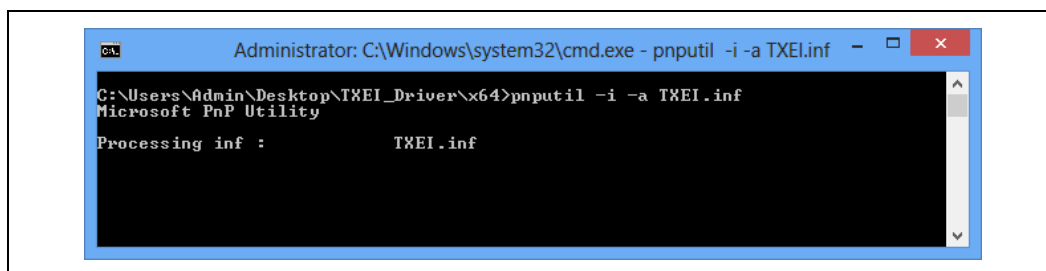 Administrator: C:\Windows\system32\cmd.exe - pnputil -i -a TXEI.inf
C:\Users\Admin\Desktop\TXEI_Driver\x64>pnputil -i -a TXEI.inf
Microsoft PnP Utility
Processing inf : TXEI.inf